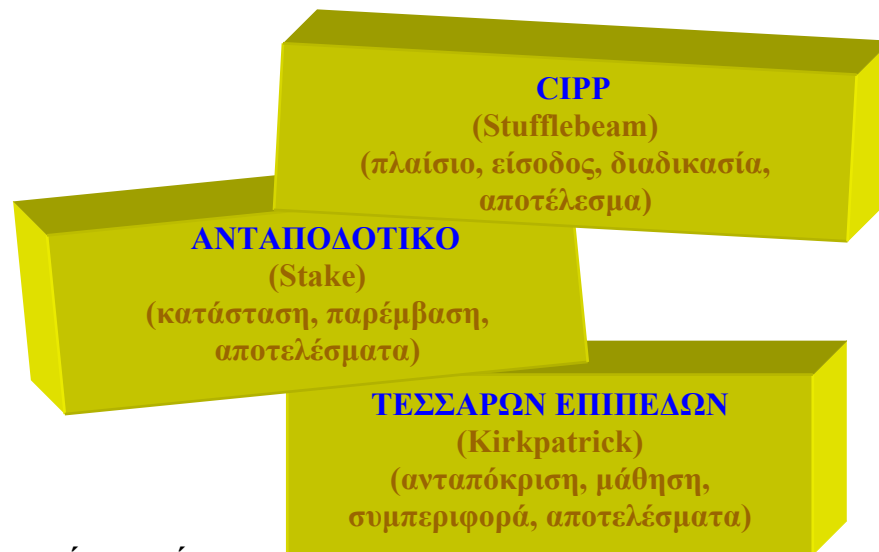 CIPP
(Stufflebeam)
(πλαίσιο, είσοδος, διαδικασία,
αποτέλεσμα)
ΑΝΤΑΠΟΔΟΤΙΚΟ
(Stake)
(κατάσταση, παρέμβαση,
αποτελέσματα)
ΤΕΣΣΑΡΩΝ ΕΠΙΠΕΔΩΝ
(Kirkpatrick)
(ανταπόκριση, μάθηση,
συμπεριφορά, αποτελέσματα)